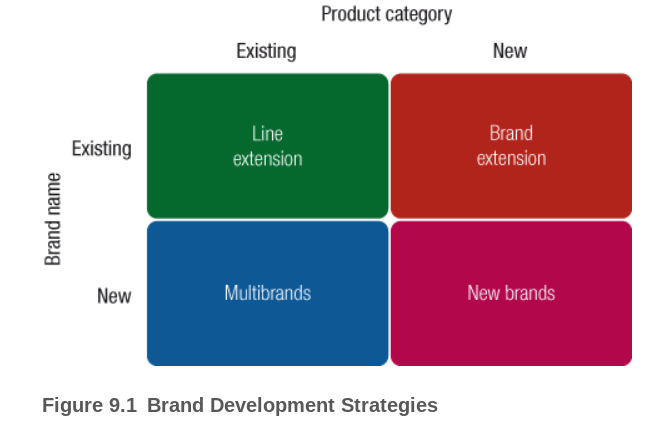 Product category
Existing
New
Existing
Line
extension
Brand
extension
Brand name
New
Multibrands
New brands
Figure 9.1 Brand Development Strategies